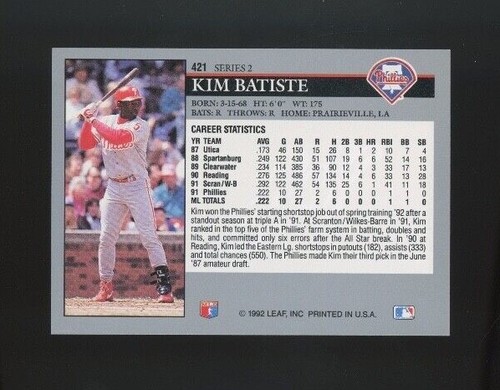 421 SERIES 2
KIM BATISTE
Phillies
BORN: 3-15-68 HT: 6'0" WT: 175
BATS: R THROWS: R HOME: PRAIRIEVILLE, LA
CAREER STATISTICS
YR TEAM AVG G AB R H 2B 3B HR RBI BB SB
87 Utica .173 46 150 15 26 8 1 2 10 7 4
88 Spartanburg .249 122 430 51 107 19 6 6 52 14 16
89 Clearwater .234 114 385 36 90 12 4 3 33 17 13
90 Reading .276 125 486 57 134 14 4 6 33 13 28
91 Scran/W-B .292 122 462 54 135 25 6 1 41 11 18
91 Phillies .222 10 27 2 6 0 0 0 1 1 0
ML TOTALS .222 10 27 2 6 0 0 0 1 1 0
Kim won the Phillies' starting shortstop job out of spring training '92 after a
standout season at triple A in '91. At Scranton/Wilkes-Barre in '91, Kim
ranked in the top five of the Phillies' farm system in batting, doubles and
hits, and committed only six errors after the All Star break. In '90 at
Reading, Kim led the Eastern Lg. shortstops in putouts (182), assists (333)
and total chances (550). The Phillies made Kim their third pick in the June
'87 amateur draft.
© 1992 LEAF, INC PRINTED IN U.S.A.